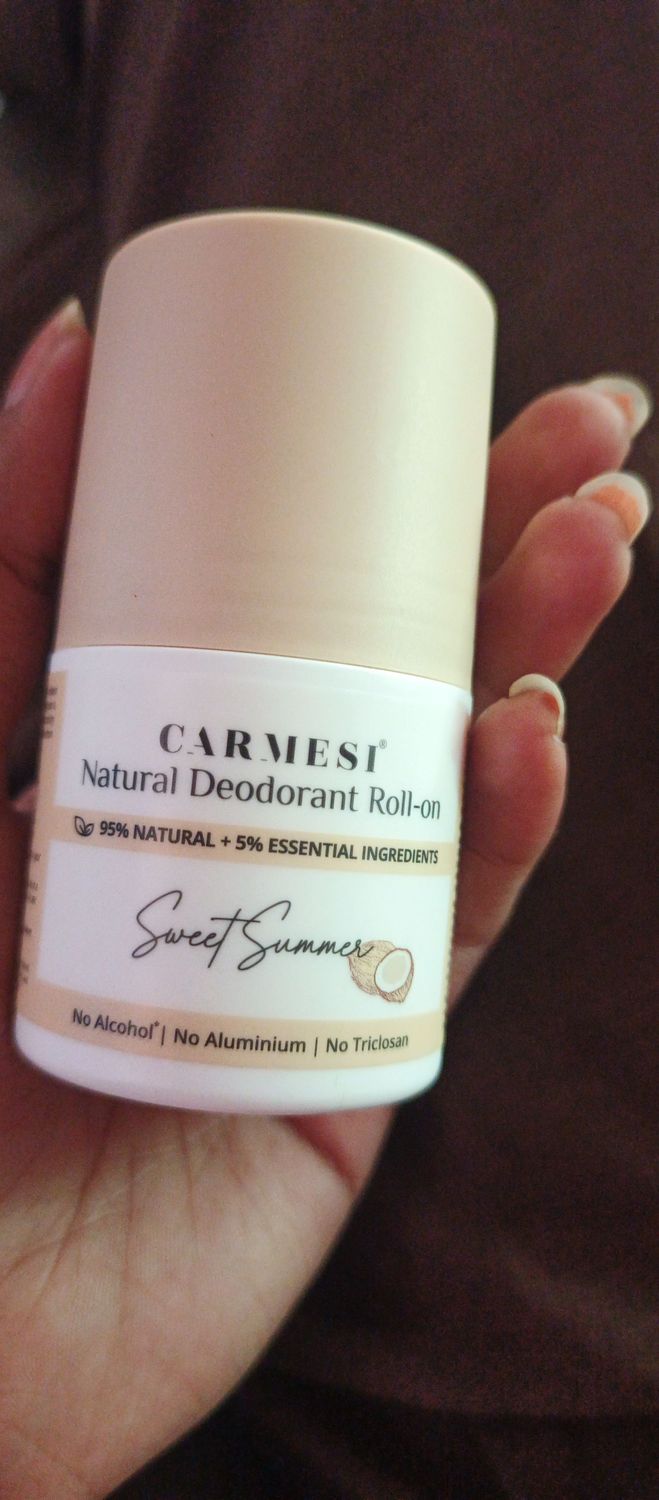 CARMESI®
Natural Deodorant Roll-on
95% NATURAL + 5% ESSENTIAL INGREDIENTS
Sweet Summer
No Alcohol* | No Aluminium | No Triclosan